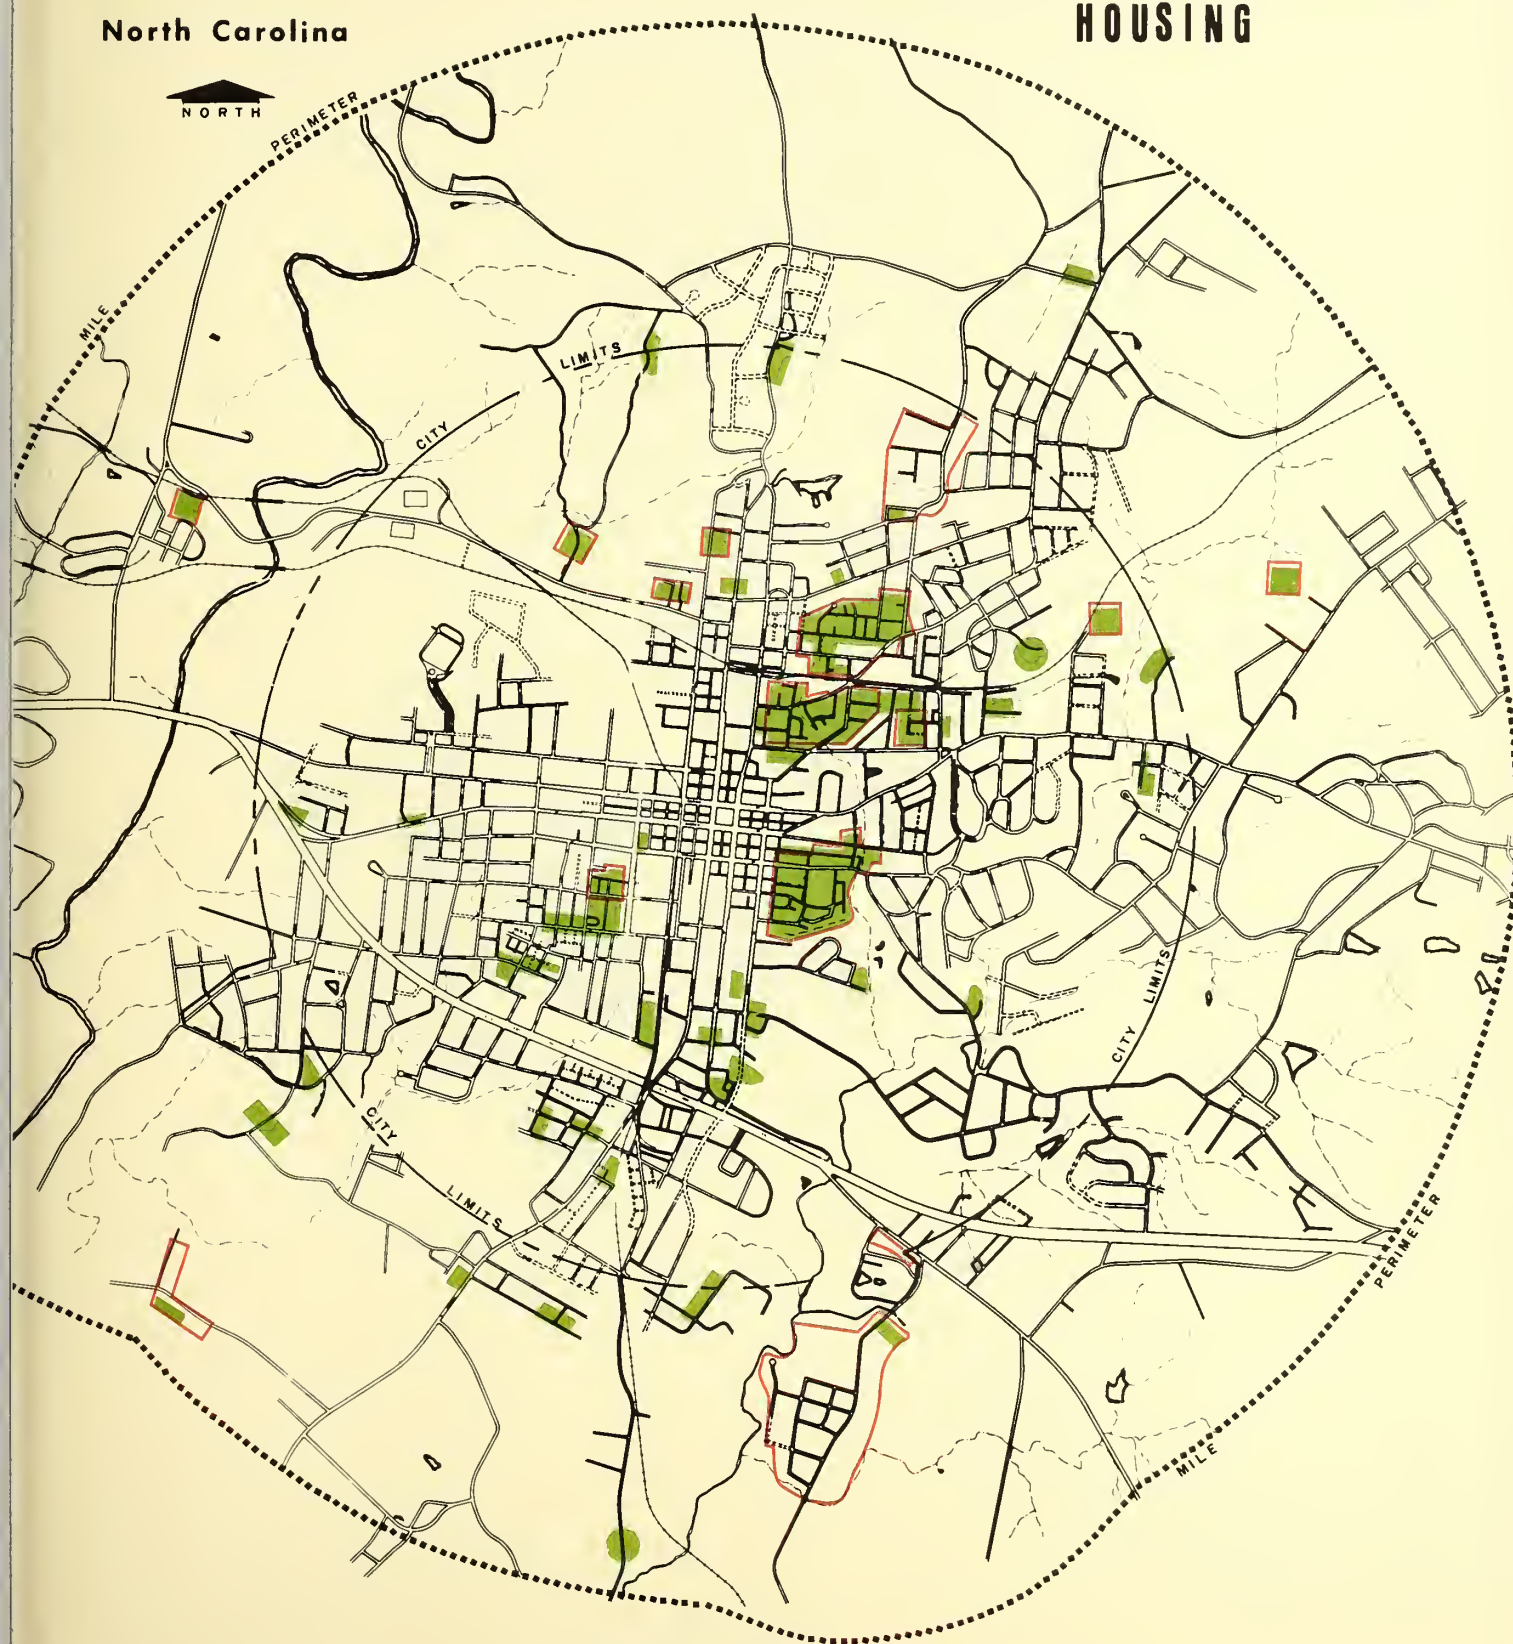 North Carolina
HOUSING
NORTH
PERIMETER
MILE
LIMITS
CITY
CITY LIMITS
CITY
LIMITS
PERIMETER
MILE